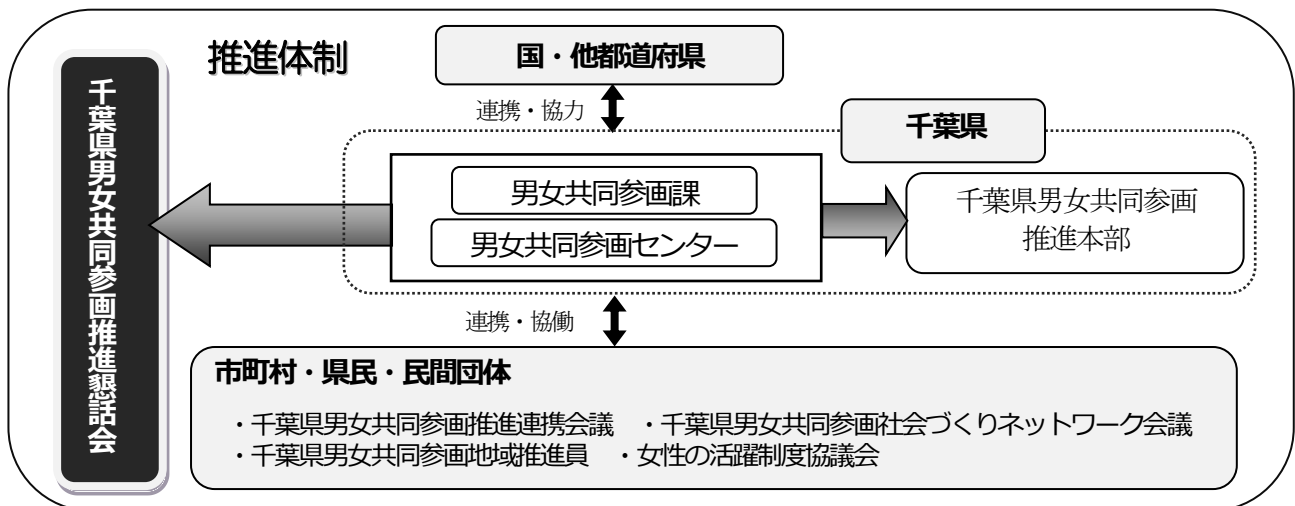 推進体制
千葉県男女共同参画推進懇話会
国・他都道府県
連携・協力
千葉県
男女共同参画課
男女共同参画センター
千葉県男女共同参画
推進本部
連携・協働
市町村・県民・民間団体
・千葉県男女共同参画推進連携会議　・千葉県男女共同参画社会づくりネットワーク会議
・千葉県男女共同参画地域推進員　・女性の活躍制度協議会